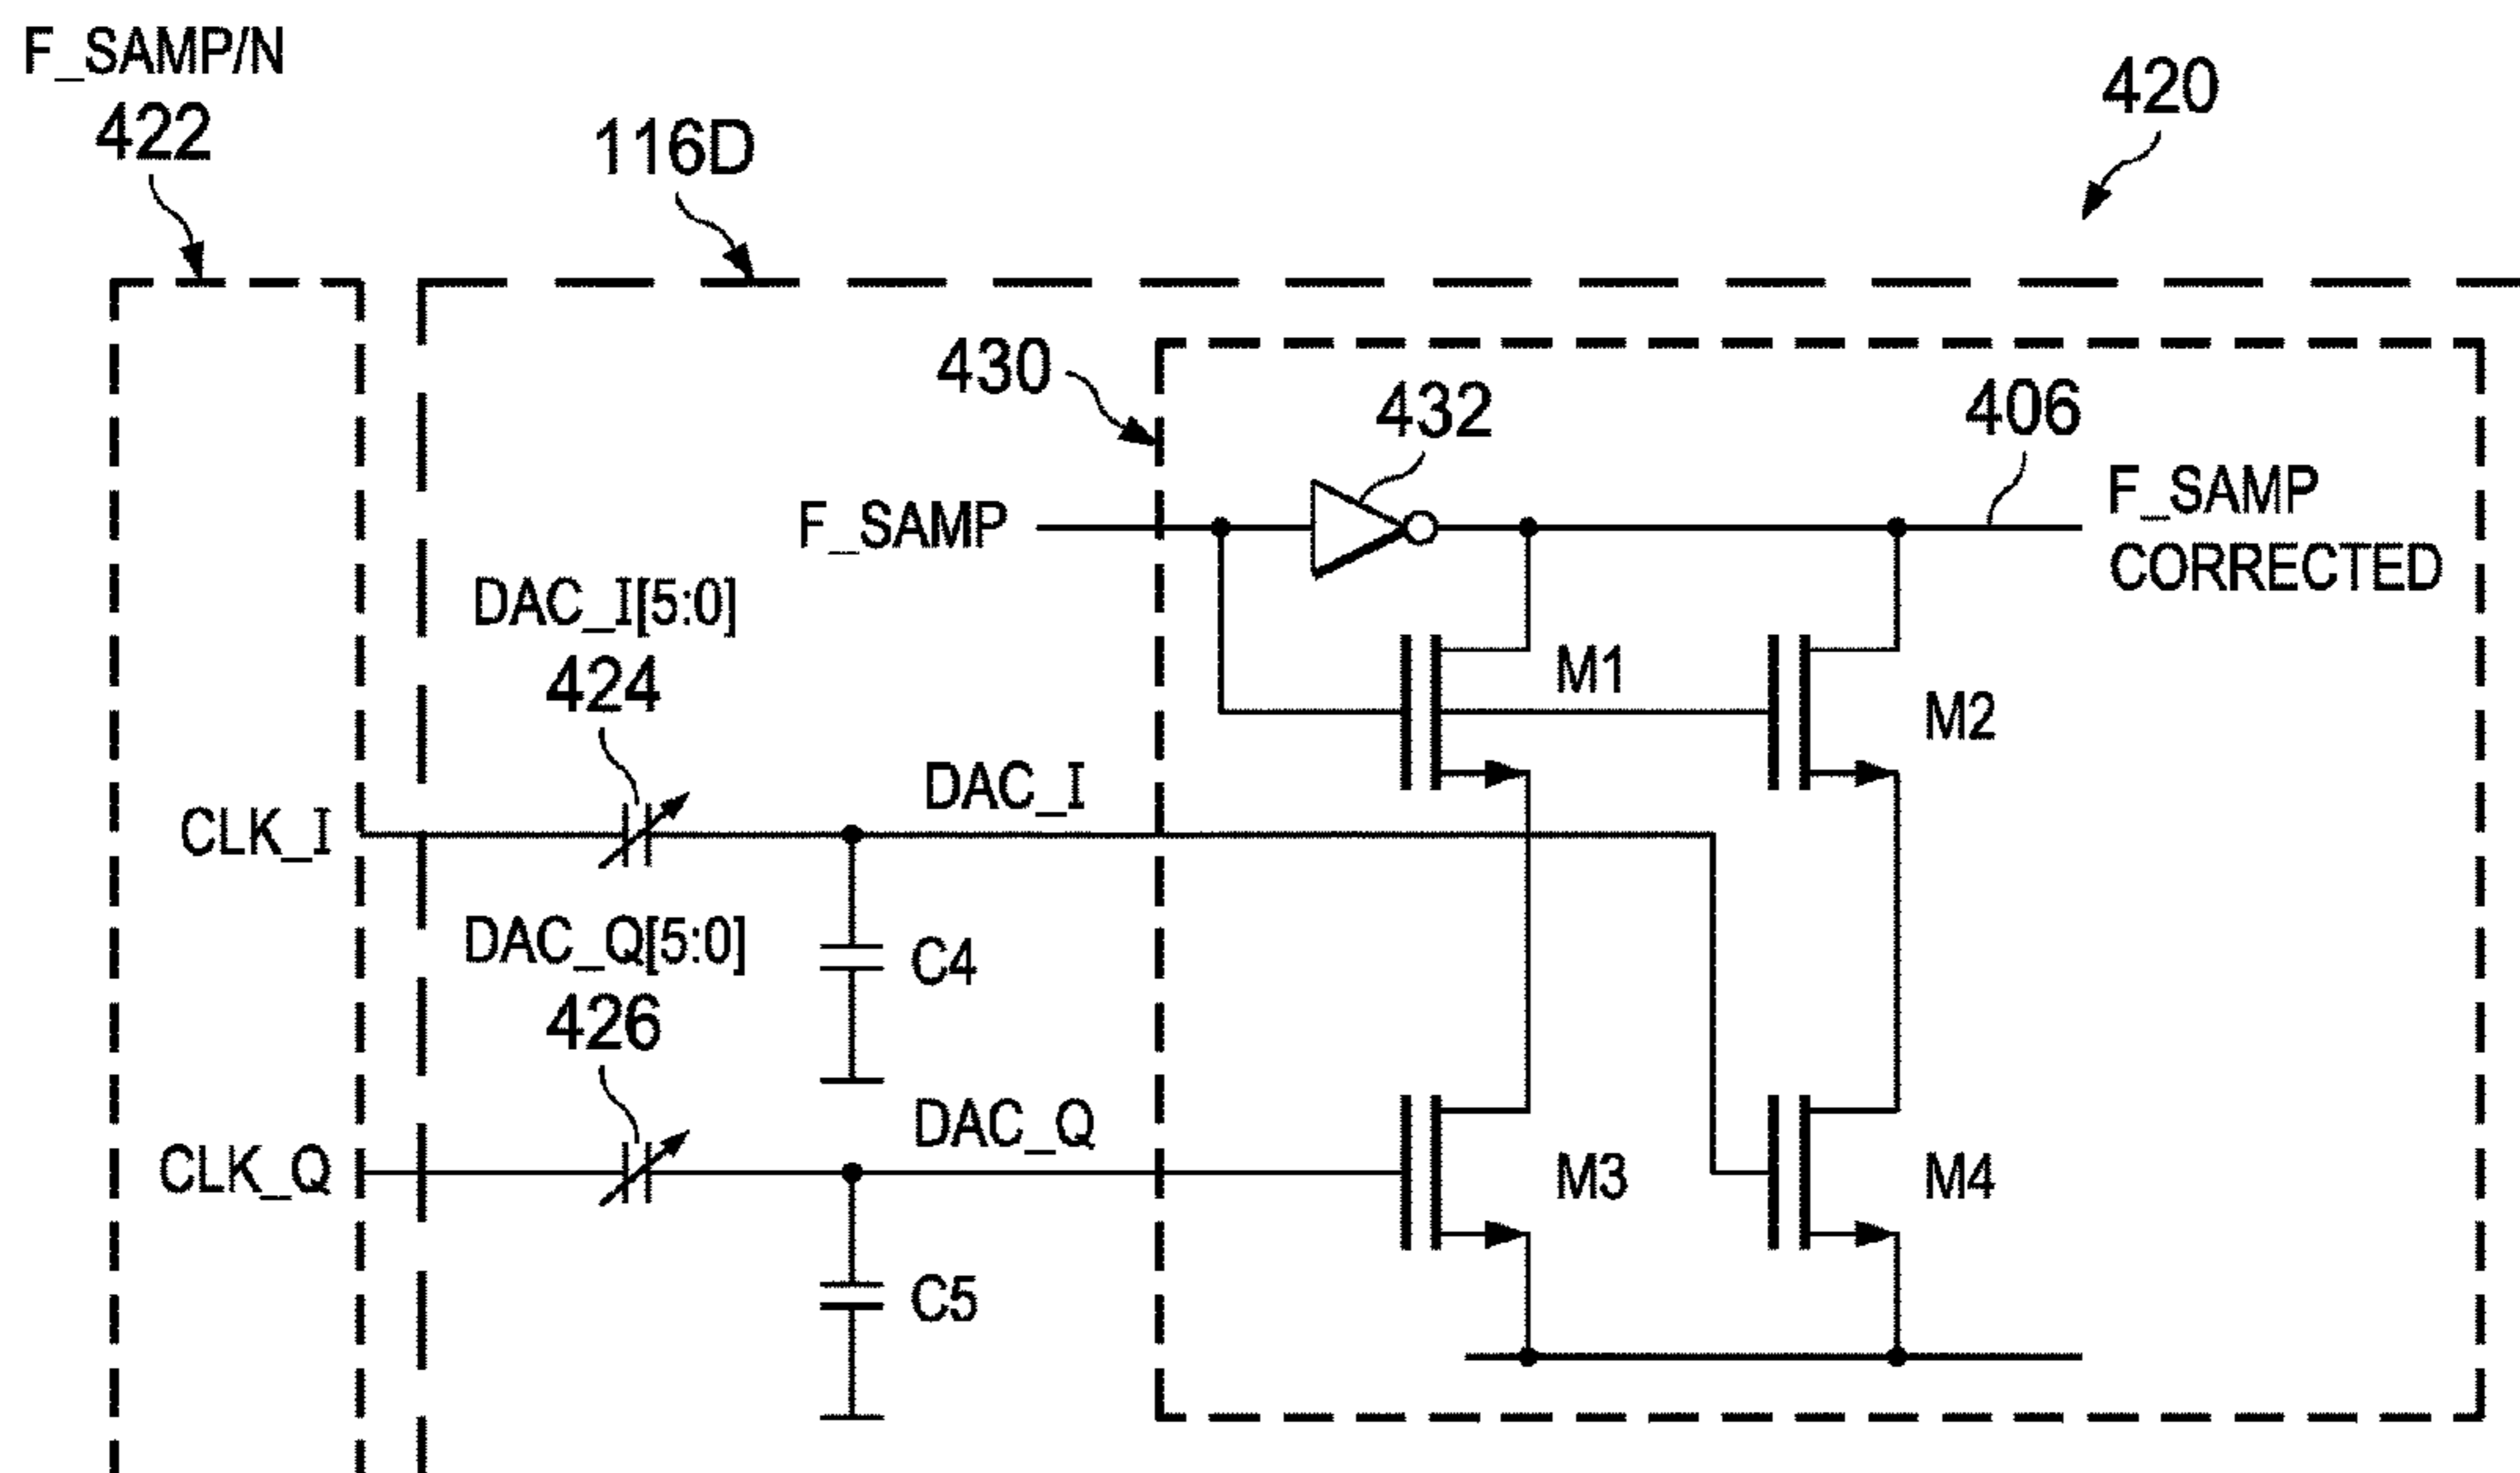 F_SAMP/N
422
116D
420
430
432
406
F_SAMP
F_SAMP
CORRECTED
DAC_I[5:0]
424
M1
M2
DAC_I
CLK_I
DAC_Q[5:0]
426
C4
DAC_Q
CLK_Q
M3
M4
C5